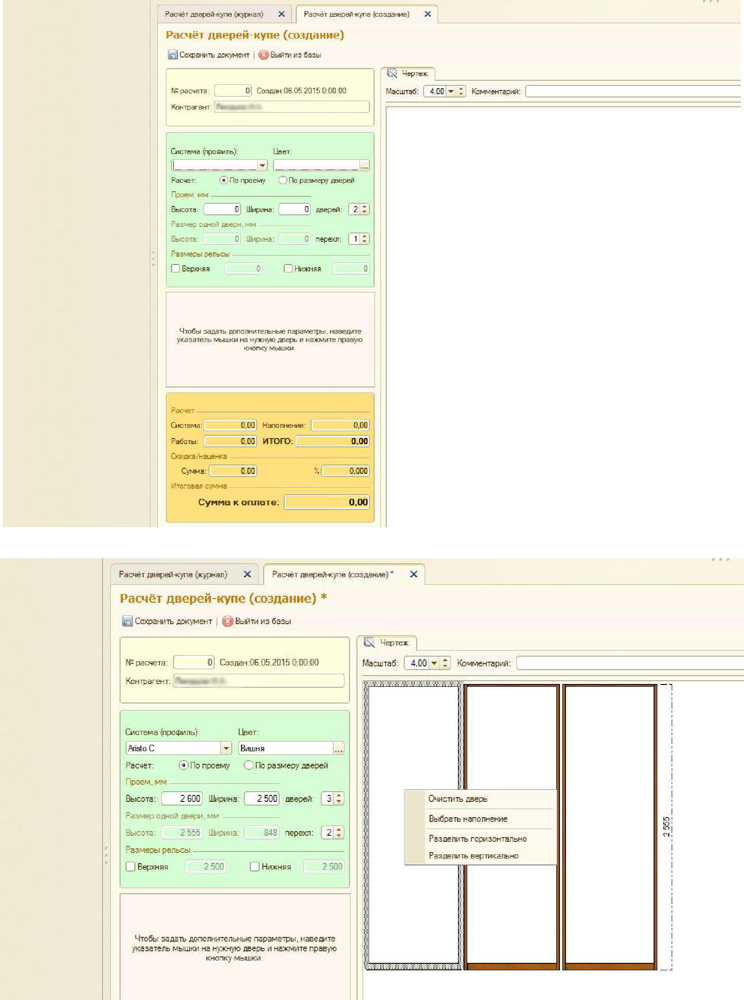 Расчёт дверей-купе (журнал) Расчёт дверей-купе (создание)
Расчёт дверей-купе (создание)
Сохранить документ Выйти из базы
Чертеж
№ расчета: 0 Создан:06.05.2015 0:00:00
Масштаб: 4,00 Комментарий:
Контрагент:
Система (профиль): Цвет:
...
Расчет: По проему По размеру дверей
Проем, мм
Высота: 0 Ширина: 0 дверей: 2
Размер одной двери, мм
Высота: 0 Ширина: 0 перехл: 1
Размеры рельсы
Верхняя 0 Нижняя 0
Чтобы задать дополнительные параметры, наведите
указатель мышки на нужную дверь и нажмите правую
кнопку мышки.
Расчет
Система: 0,00 Наполнение: 0,00
Работы: 0,00 ИТОГО: 0,00
Скидка/наценка
Сумма: 0,00 %: 0,000
Итоговая сумма
Сумма к оплате: 0,00
Расчёт дверей-купе (журнал) Расчёт дверей-купе (создание) *
Расчёт дверей-купе (создание) *
Сохранить документ Выйти из базы
Чертеж
№ расчета: 0 Создан:06.05.2015 0:00:00
Масштаб: 4,00 Комментарий:
Контрагент:
Система (профиль): Цвет:
Aristo C Вишня ...
Расчет: По проему По размеру дверей
Проем, мм
Высота: 2 600 Ширина: 2 500 дверей: 3
Размер одной двери, мм
Высота: 2 555 Ширина: 848 перехл: 2
Размеры рельсы
Верхняя 2 500 Нижняя 2 500
Очистить дверь
Выбрать наполнение
Разделить горизонтально
Разделить вертикально
2 555
Чтобы задать дополнительные параметры, наведите
указатель мышки на нужную дверь и нажмите правую
кнопку мышки.